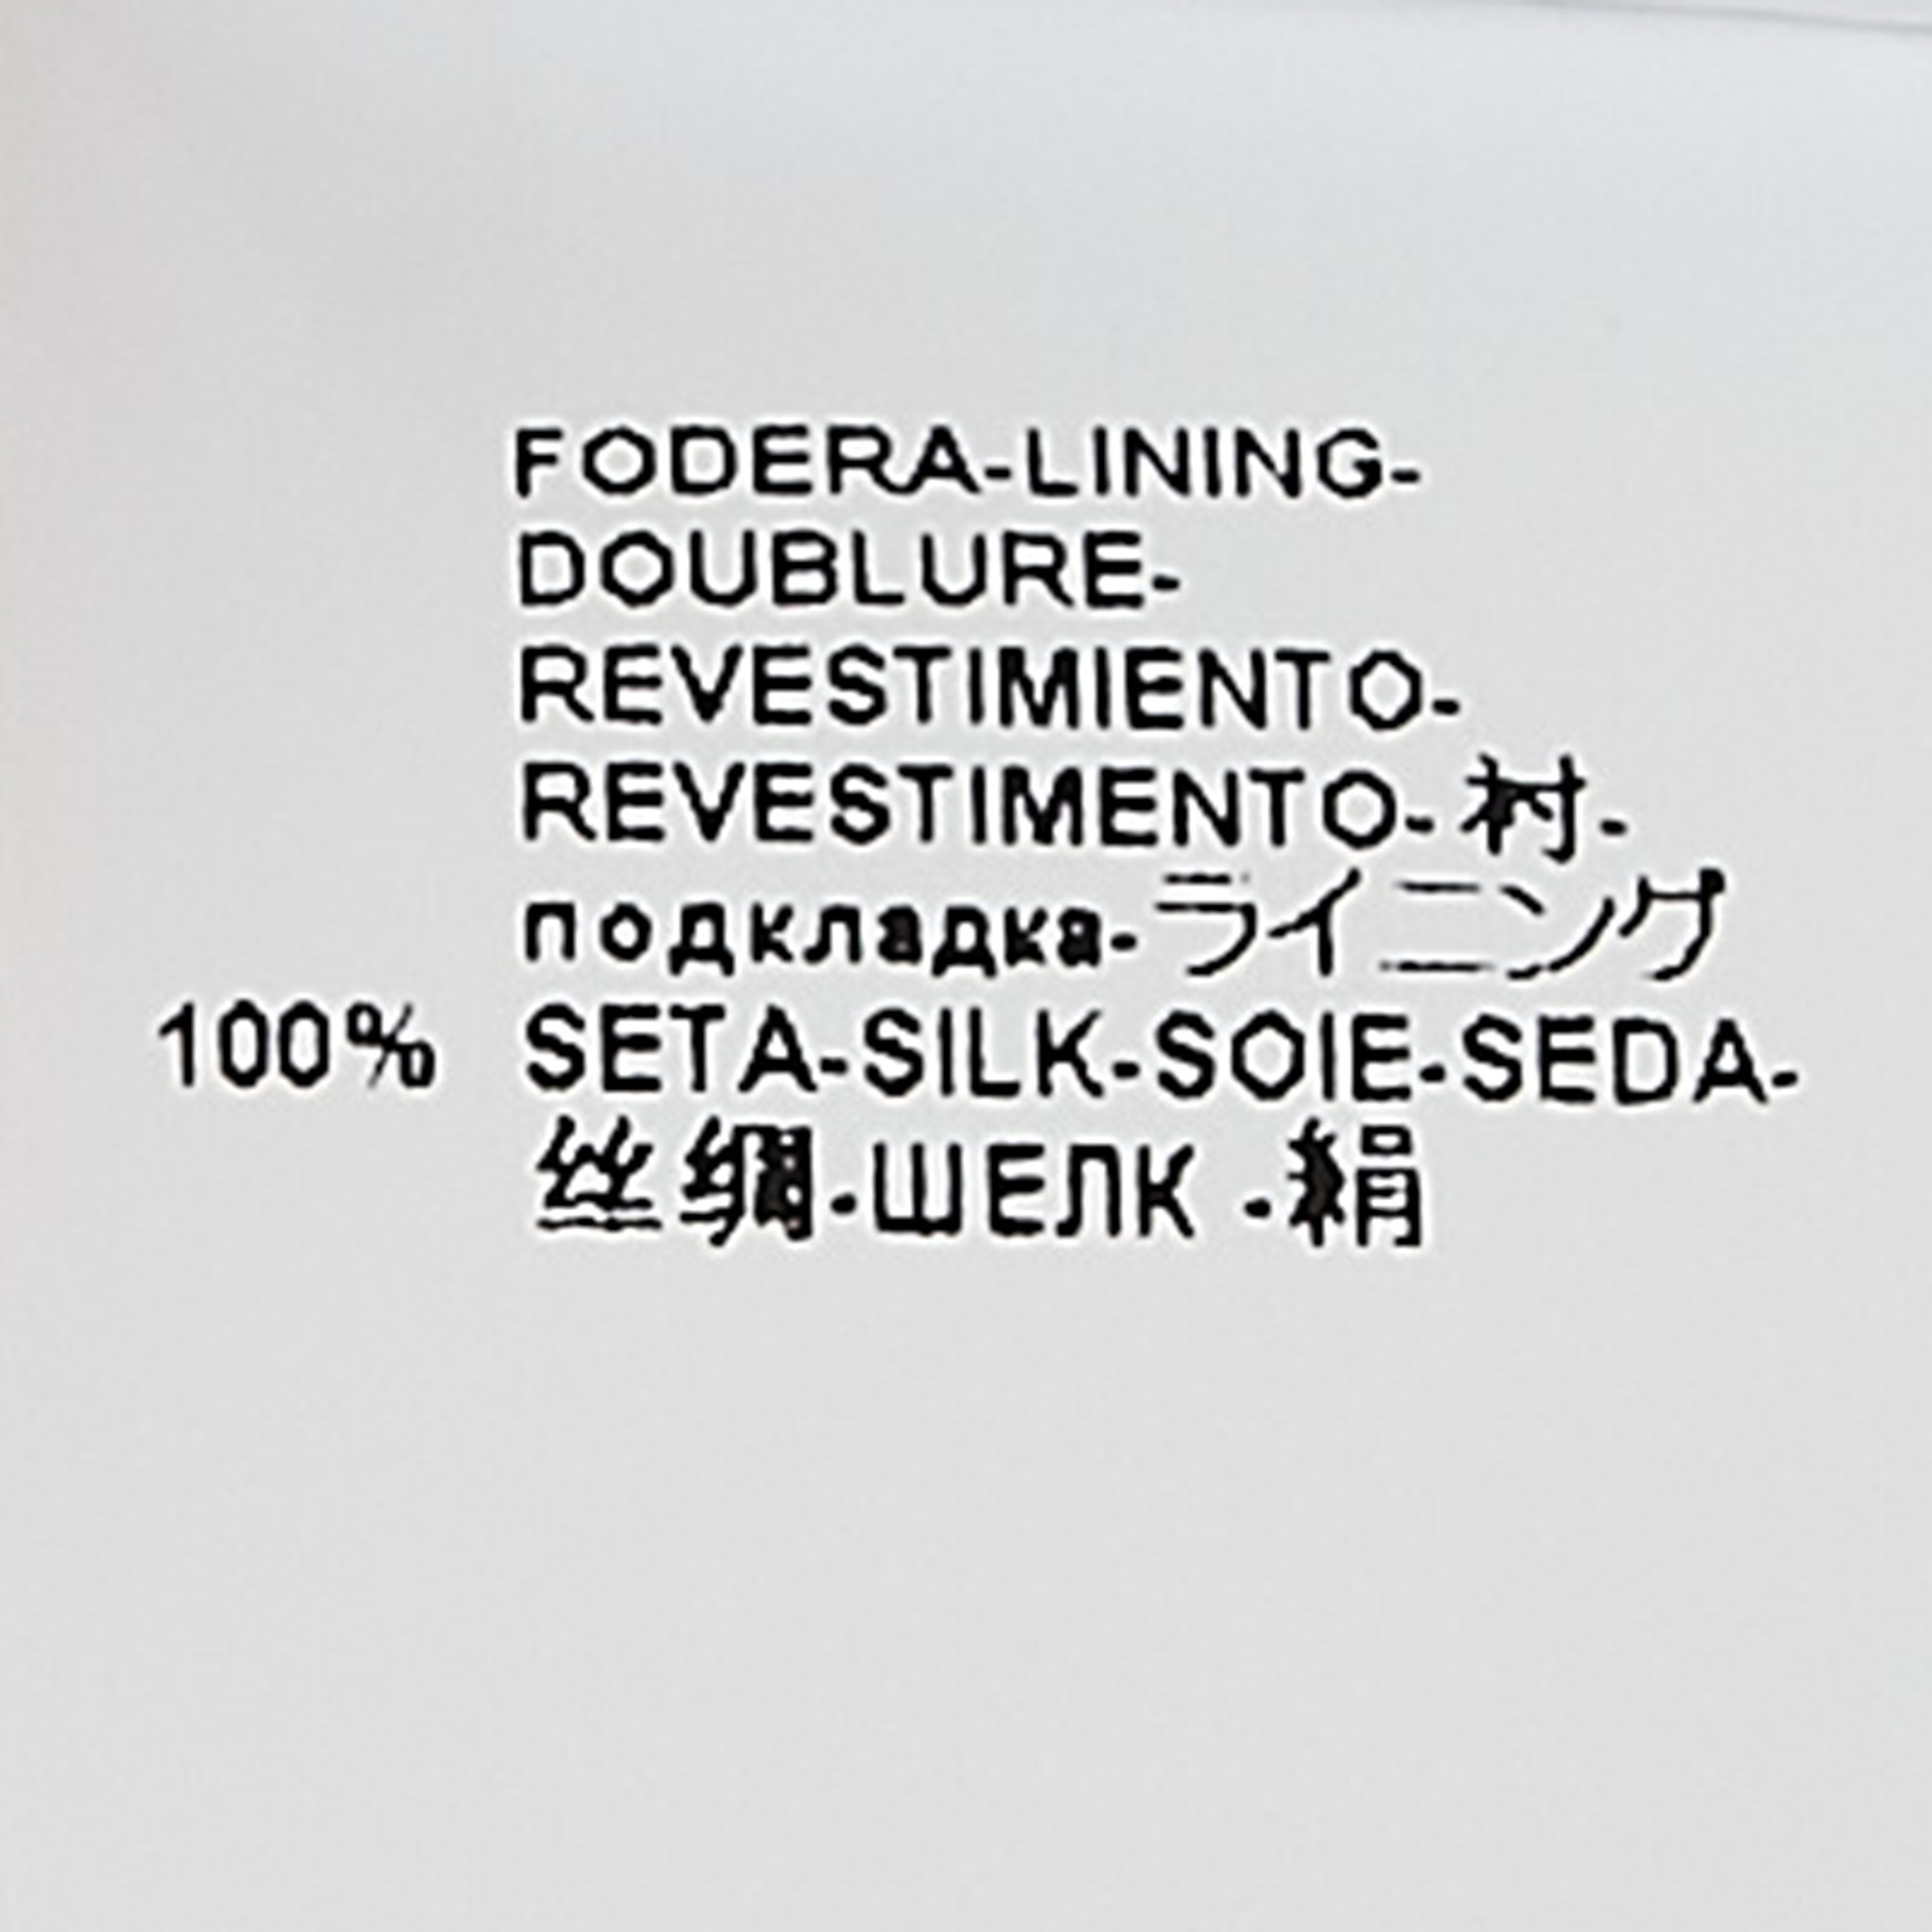 FODERA-LINING-
DOUBLURE-
REVESTIMIENTO-
REVESTIMENTO-衬-
подкладка-ライニング
100% SETA-SILK-SOIE-SEDA-
丝绸-ШЕЛК -絹